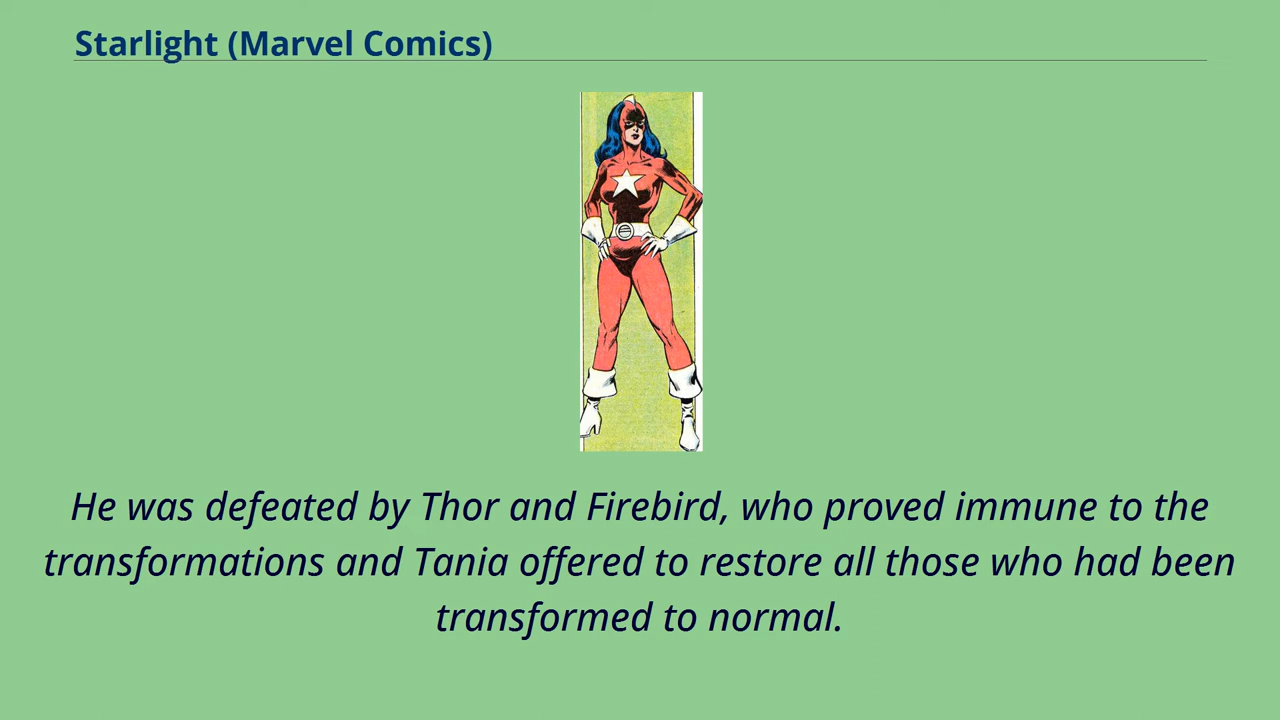 Starlight (Marvel Comics)
He was defeated by Thor and Firebird, who proved immune to the
transformations and Tania offered to restore all those who had been
transformed to normal.